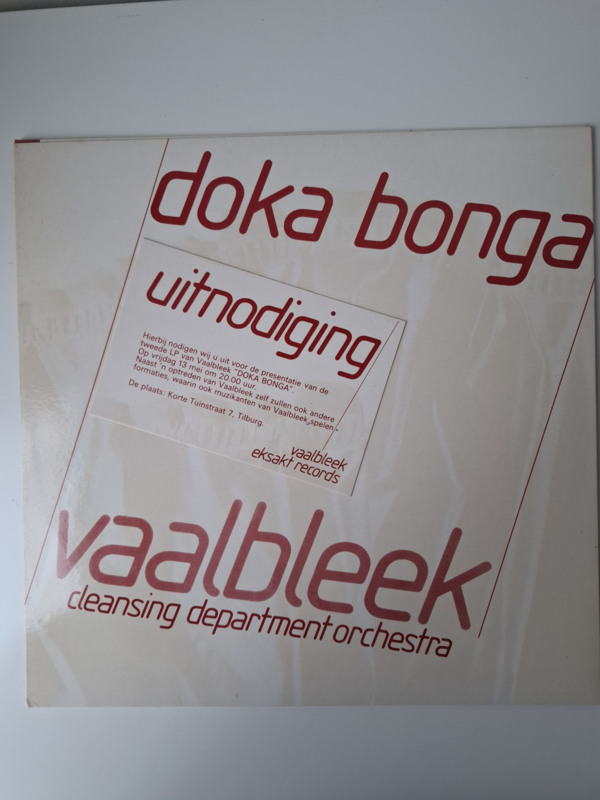 doka bonga
uitnodiging
Hierbij nodigen wij u uit voor de presentatie van de
tweede LP van Vaalbleek "DOKA BONGA".
Op vrijdag 13 mei om 20.00 uur.
Naast 'n optreden van Vaalbleek zelf zullen ook andere
formaties, waarin ook muzikanten van Vaalbleek spelen.
De plaats: Korte Tuinstraat 7, Tilburg.
vaalbleek
eksakt records
vaalbleek
cleansing department orchestra